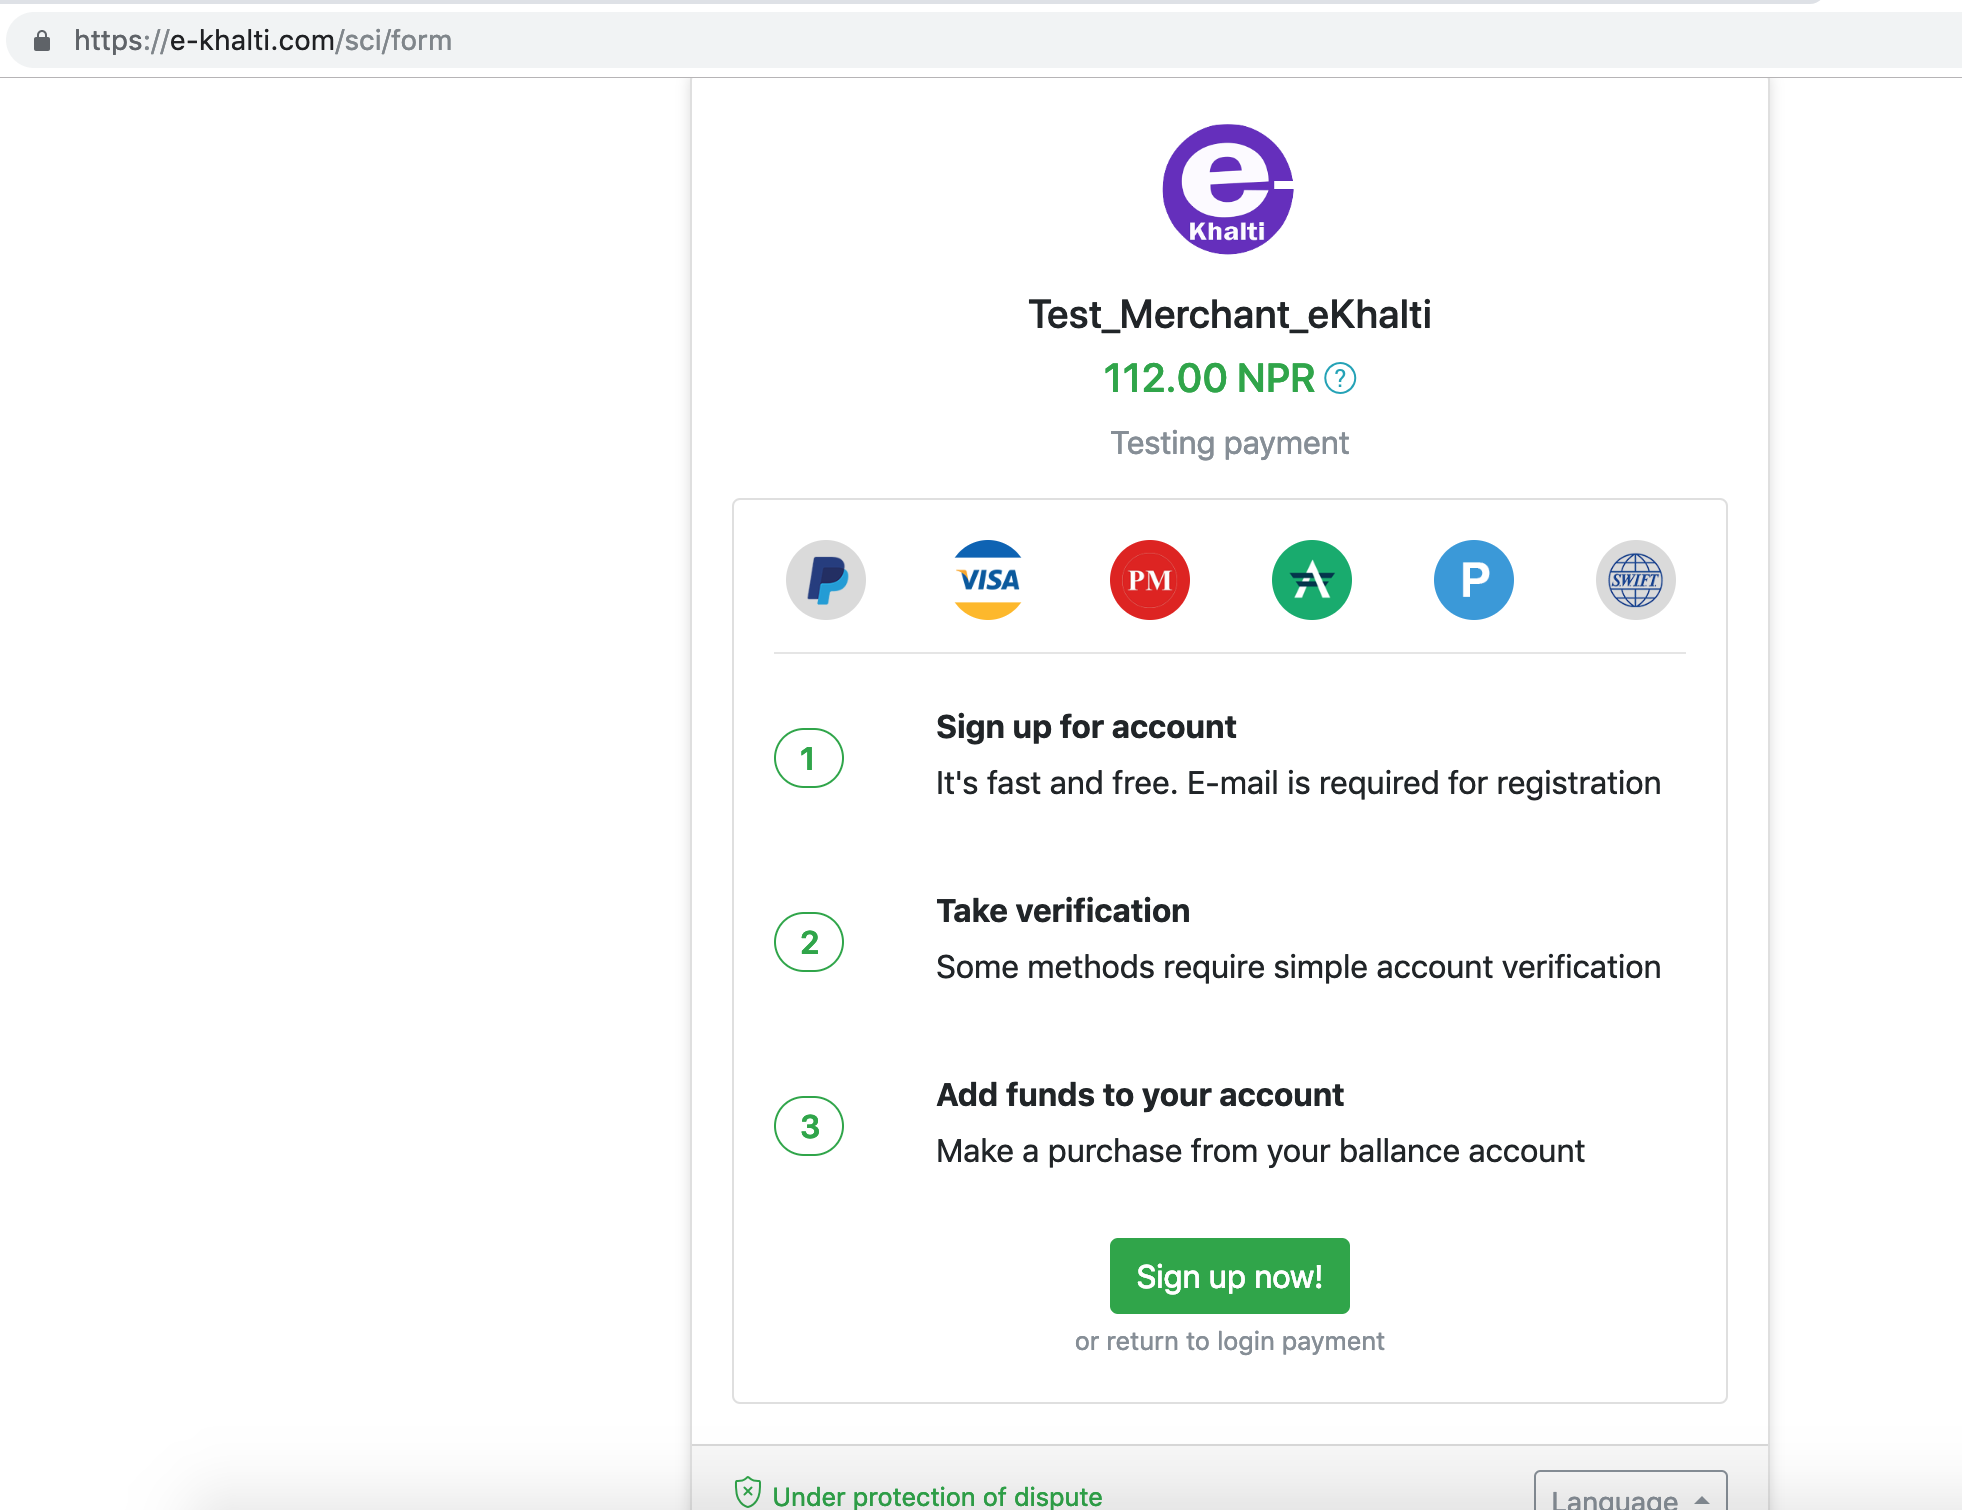 https://e-khalti.com/sci/form
e-
Khalti
Test_Merchant_eKhalti
112.00 NPR ?
Testing payment
P VISA PM A P SWIFT
Sign up for account
1
It's fast and free. E-mail is required for registration
Take verification
2
Some methods require simple account verification
Add funds to your account
3
Make a purchase from your ballance account
Sign up now!
or return to login payment
Under protection of dispute
Language